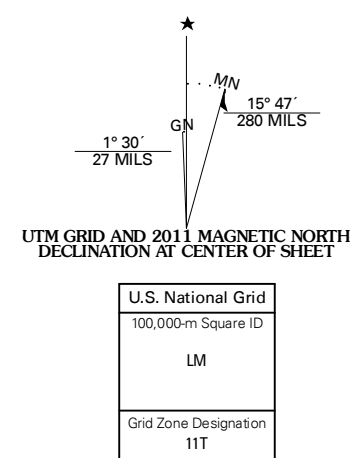 MN
GN
15° 47´
280 MILS
1° 30´
27 MILS
UTM GRID AND 2011 MAGNETIC NORTH
DECLINATION AT CENTER OF SHEET
U.S. National Grid
100,000-m Square ID
LM
Grid Zone Designation
11T